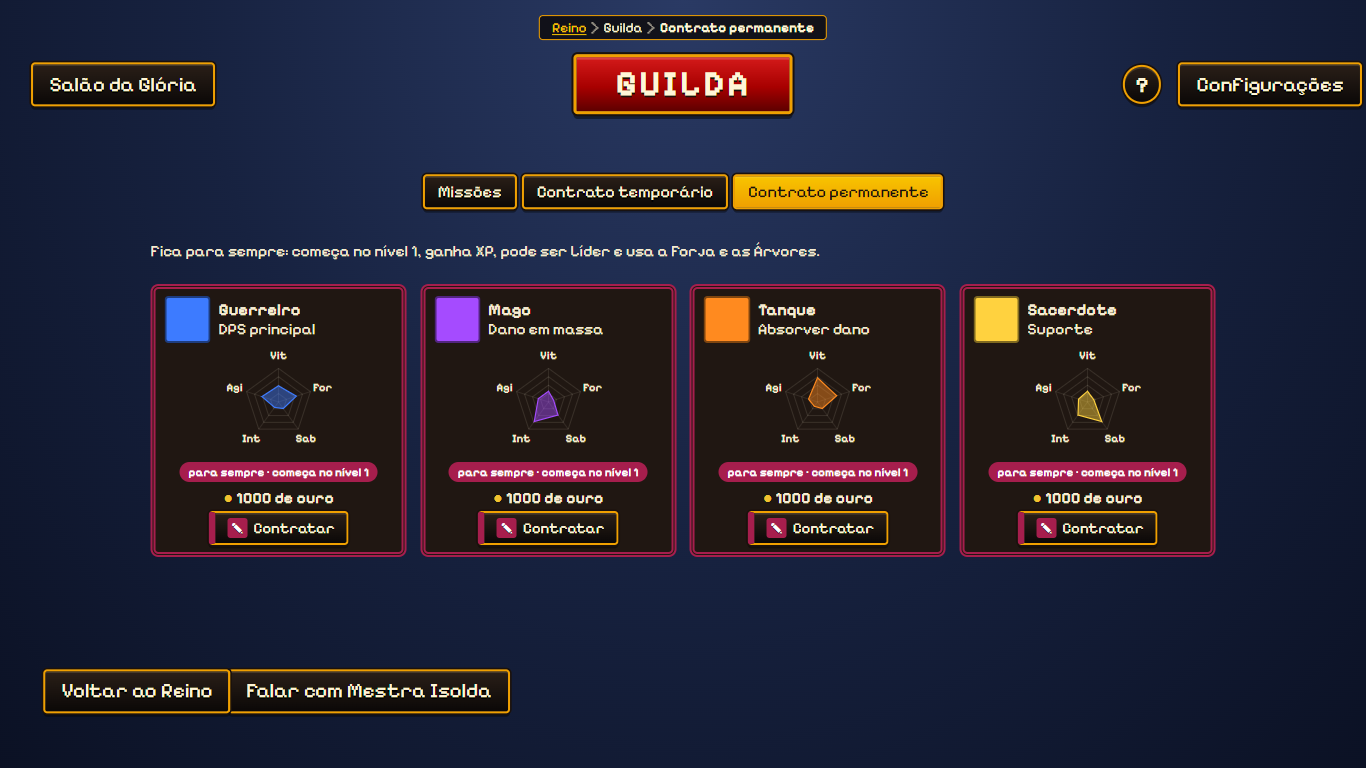 Reino > Guilda > Contrato permanente
Salão da Glória
GUILDA
?
Configurações
Missões
Contrato temporário
Contrato permanente
Fica para sempre: começa no nível 1, ganha XP, pode ser Líder e usa a Forja e as Árvores.
Guerreiro
DPS principal
Vit
Agi
For
Int
Sab
para sempre · começa no nível 1
1000 de ouro
Contratar
Mago
Dano em massa
Vit
Agi
For
Int
Sab
para sempre · começa no nível 1
1000 de ouro
Contratar
Tanque
Absorver dano
Vit
Agi
For
Int
Sab
para sempre · começa no nível 1
1000 de ouro
Contratar
Sacerdote
Suporte
Vit
Agi
For
Int
Sab
para sempre · começa no nível 1
1000 de ouro
Contratar
Voltar ao Reino
Falar com Mestra Isolda